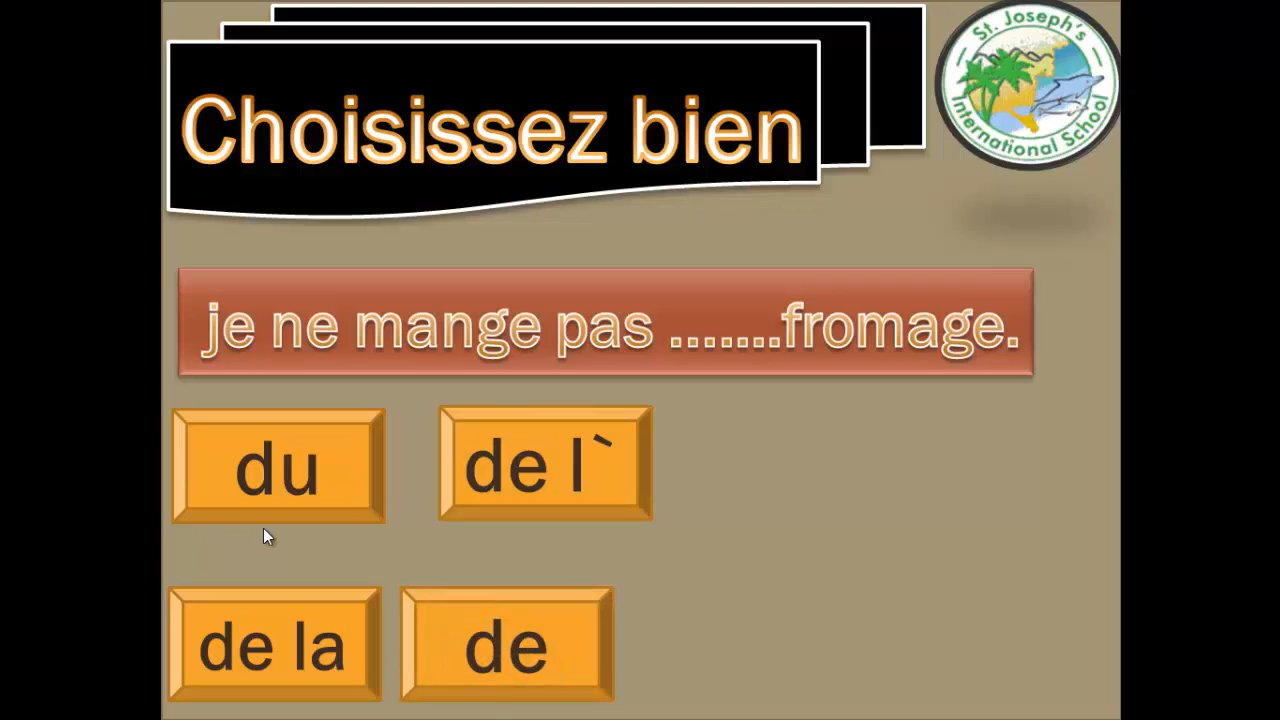 Choisissez bien
St. Joseph's
International School
je ne mange pas .......fromage.
du
de l`
de la
de